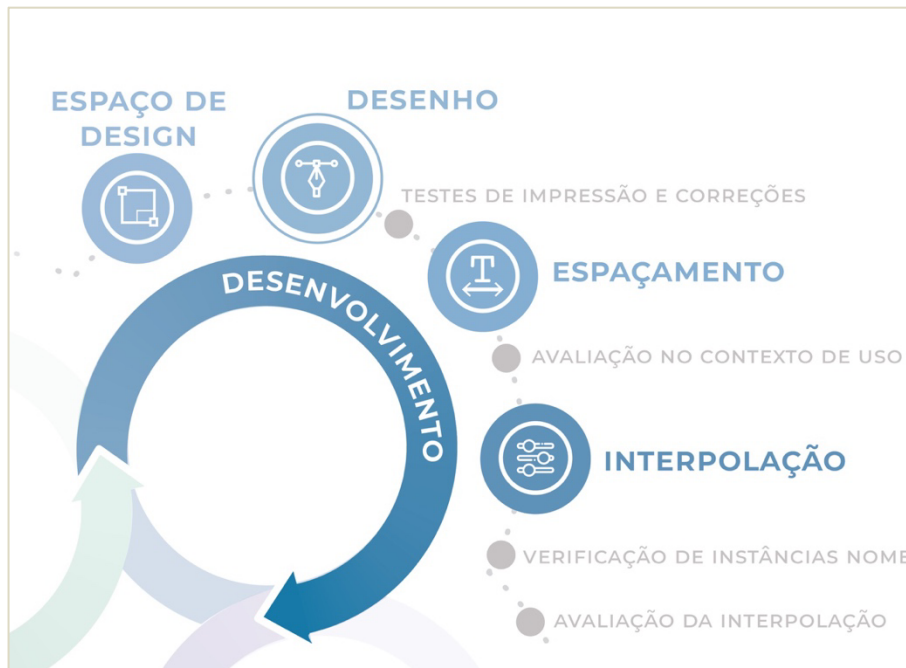 ESPAÇO DE
DESIGN
DESENHO
TESTES DE IMPRESSÃO E CORREÇÕES
ESPAÇAMENTO
DESENVOLVIMENTO
AVALIAÇÃO NO CONTEXTO DE USO
INTERPOLAÇÃO
VERIFICAÇÃO DE INSTÂNCIAS NOME
AVALIAÇÃO DA INTERPOLAÇÃO